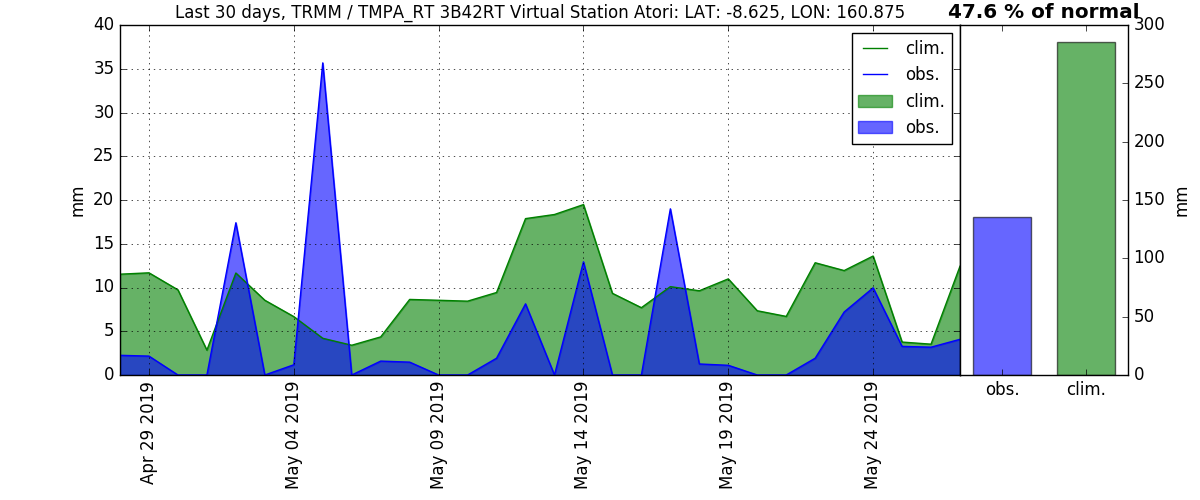 Last 30 days, TRMM / TMPA_RT 3B42RT Virtual Station Atori: LAT: -8.625, LON: 160.875
47.6 % of normal
40
35
30
25
20
15
10
5
0
mm
clim.
obs.
clim.
obs.
300
250
200
150
100
50
0
mm
Apr 29 2019
May 04 2019
May 09 2019
May 14 2019
May 19 2019
May 24 2019
obs.
clim.